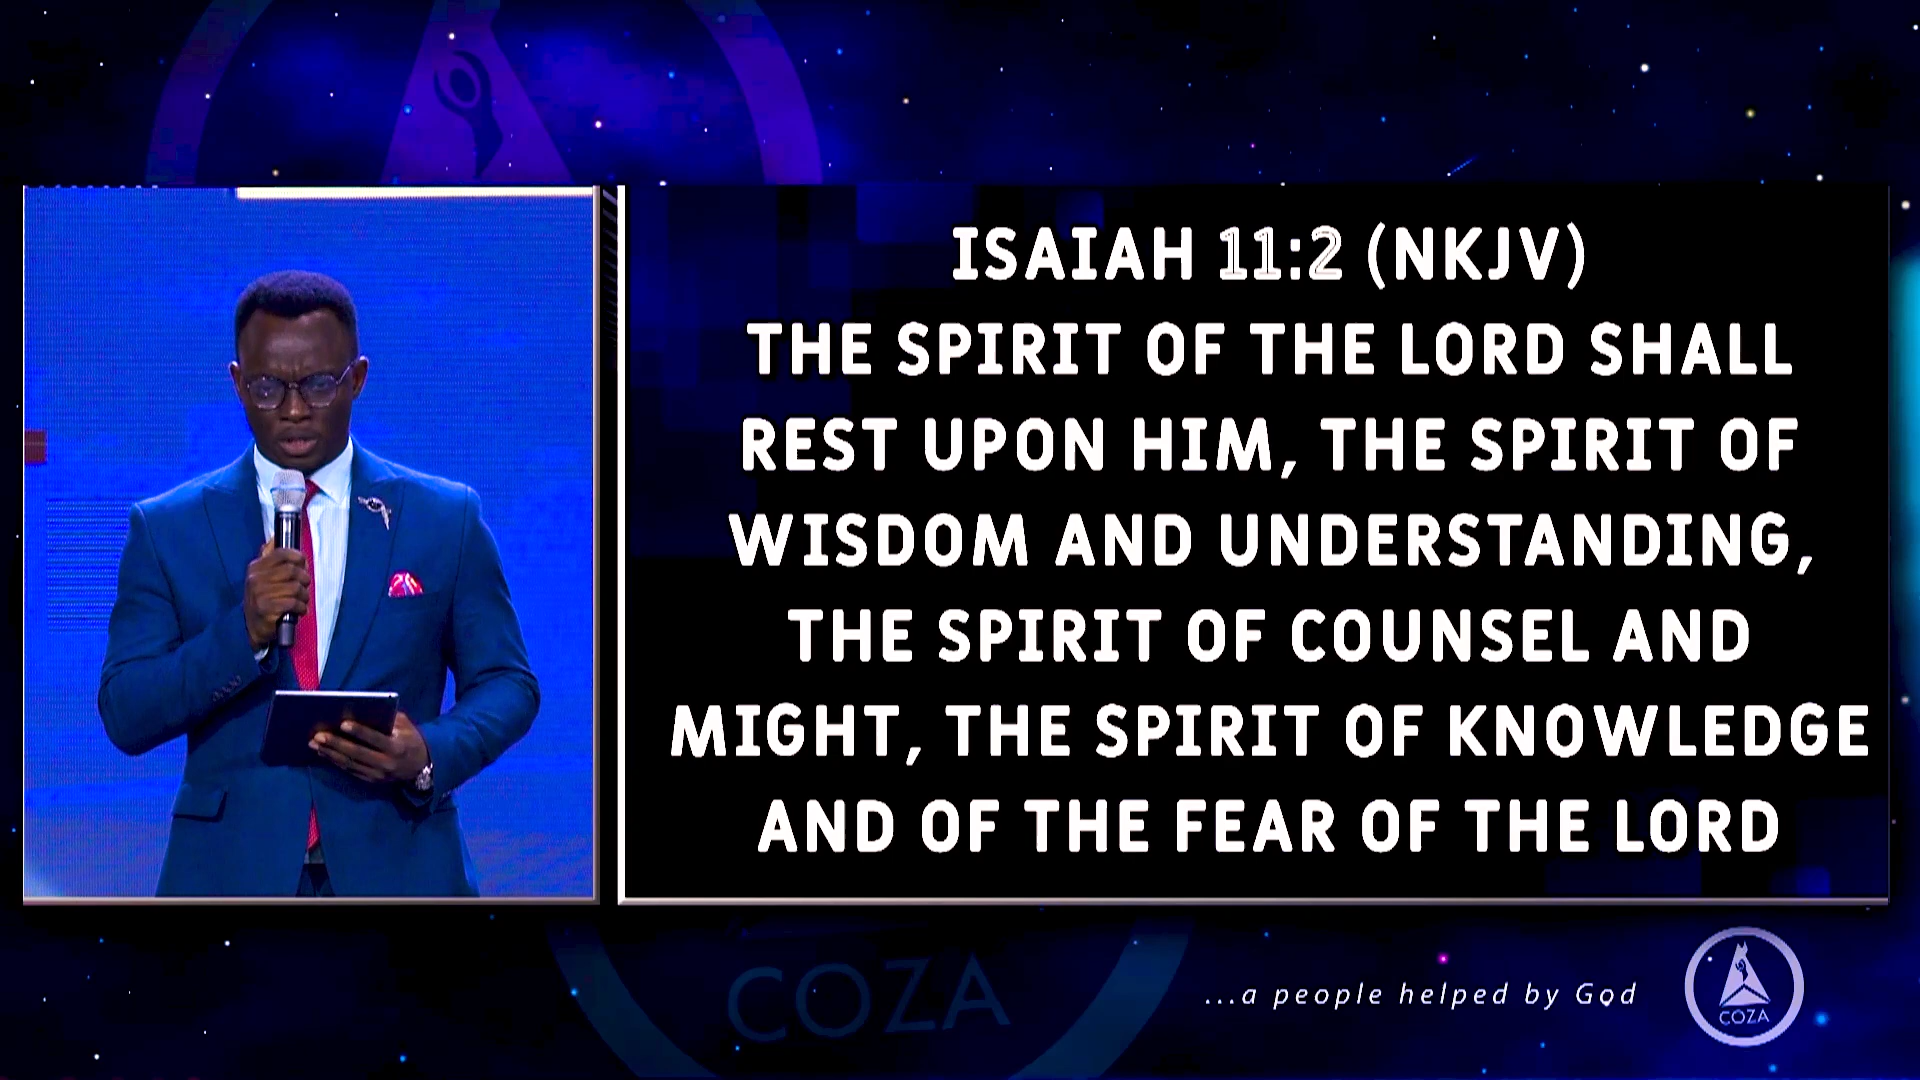 ISAIAH 11:2 (NKJV)
THE SPIRIT OF THE LORD SHALL
REST UPON HIM, THE SPIRIT OF
WISDOM AND UNDERSTANDING,
THE SPIRIT OF COUNSEL AND
MIGHT, THE SPIRIT OF KNOWLEDGE
AND OF THE FEAR OF THE LORD
COZA
...a people helped by God
COZA